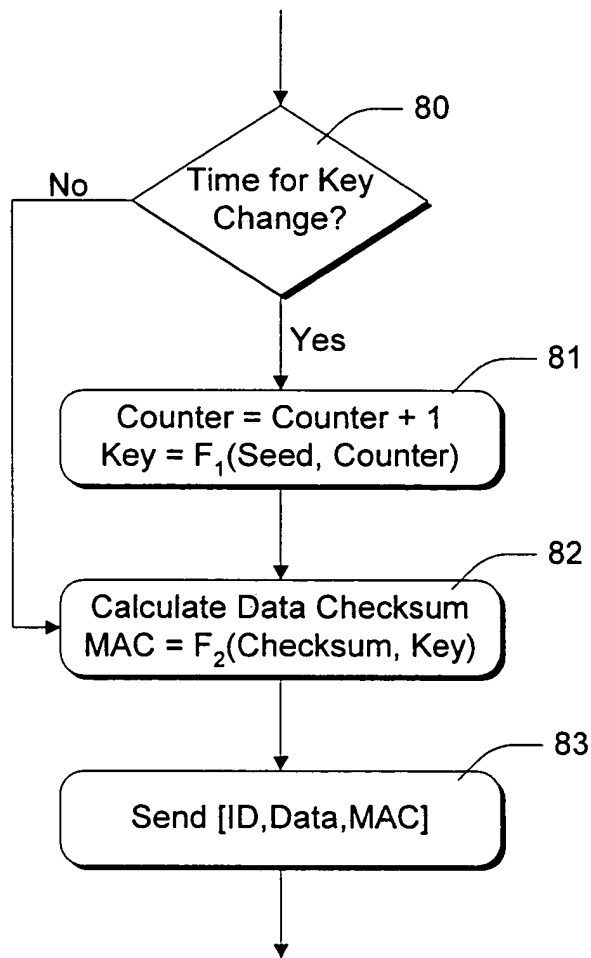 80
Time for Key
Change?
No
Yes
81
Counter = Counter + 1
Key = F₁(Seed, Counter)
82
Calculate Data Checksum
MAC = F₂(Checksum, Key)
83
Send [ID,Data,MAC]